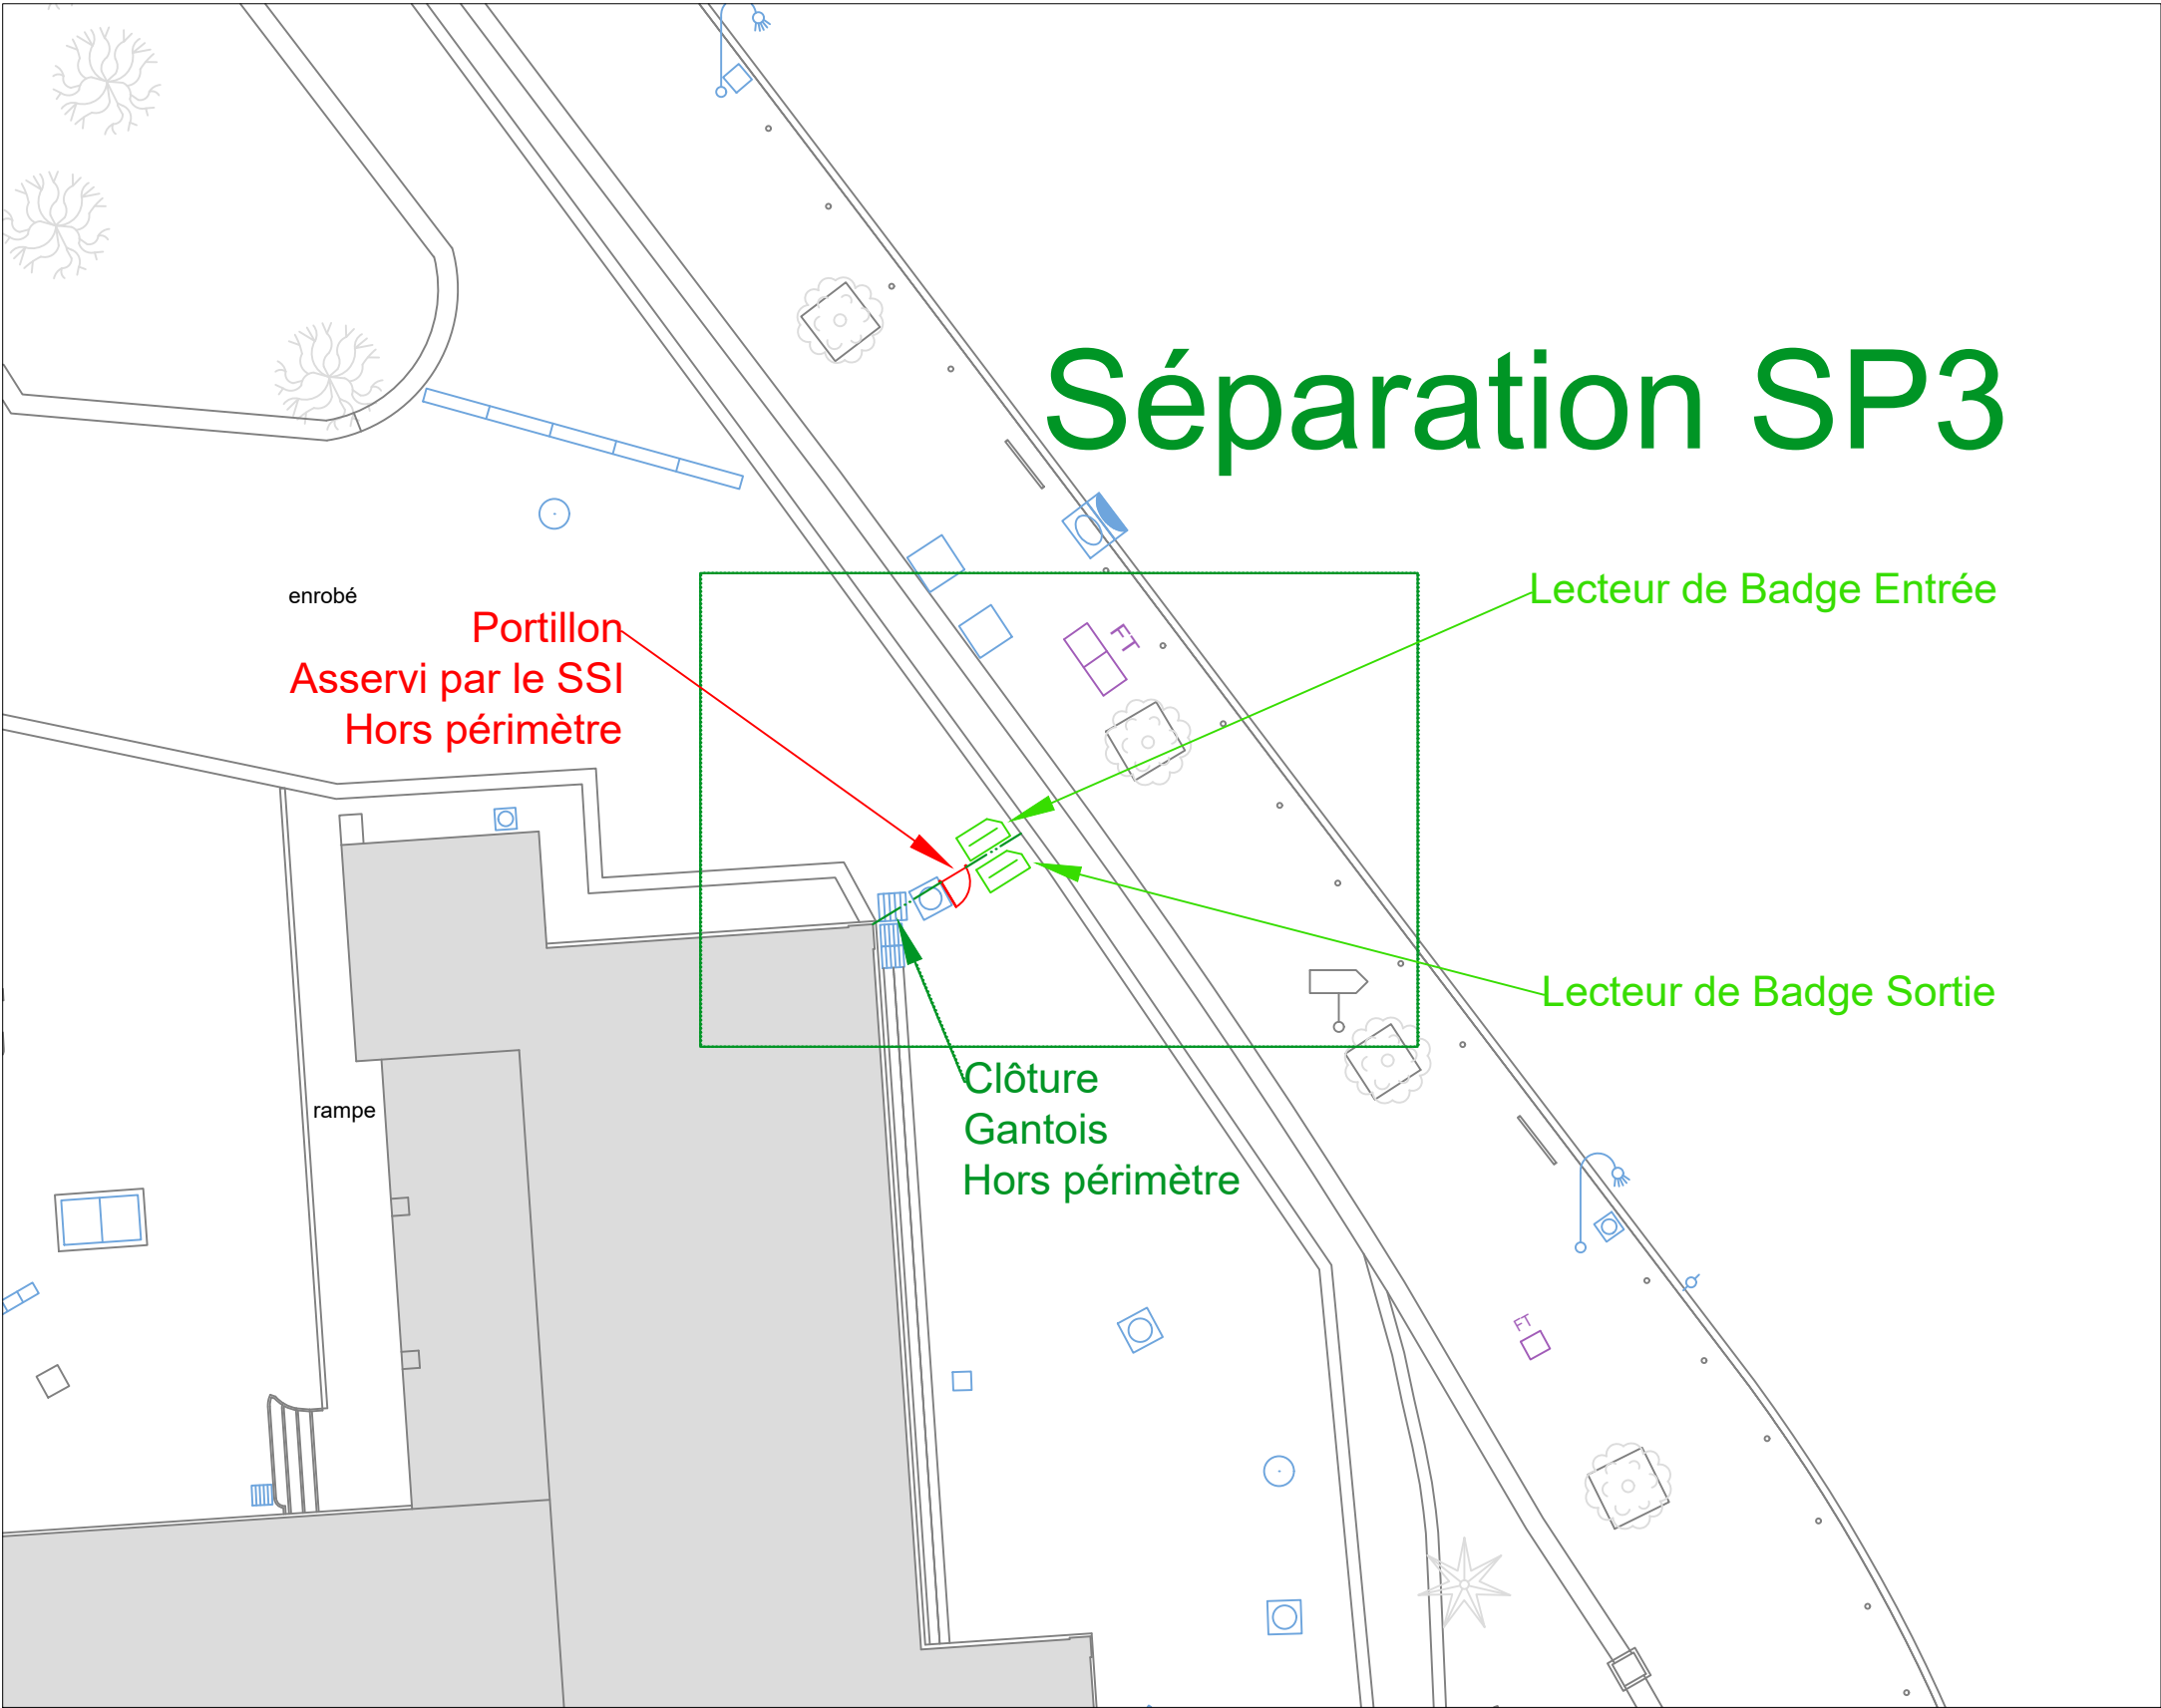 Séparation SP3
enrobé
Lecteur de Badge Entrée
Portillon
Asservi par le SSI
Hors périmètre
FT
Lecteur de Badge Sortie
Clôture
Gantois
Hors périmètre
rampe
FT